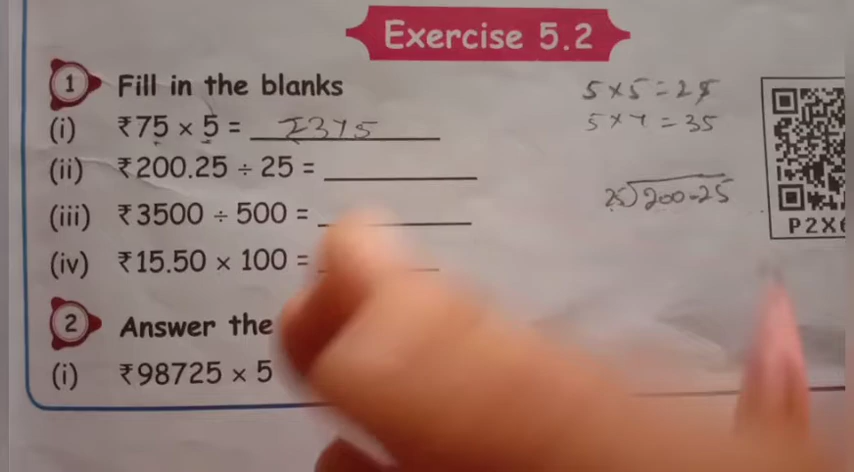 Exercise 5.2
1 Fill in the blanks
5 × 5 = 25
(i) ₹75 × 5 = ₹375
5 × 7 = 35
(ii) ₹200.25 ÷ 25 =
25)200.25
(iii) ₹3500 ÷ 500 =
P2X6
(iv) ₹15.50 × 100 =
2 Answer the
(i) ₹98725 × 5